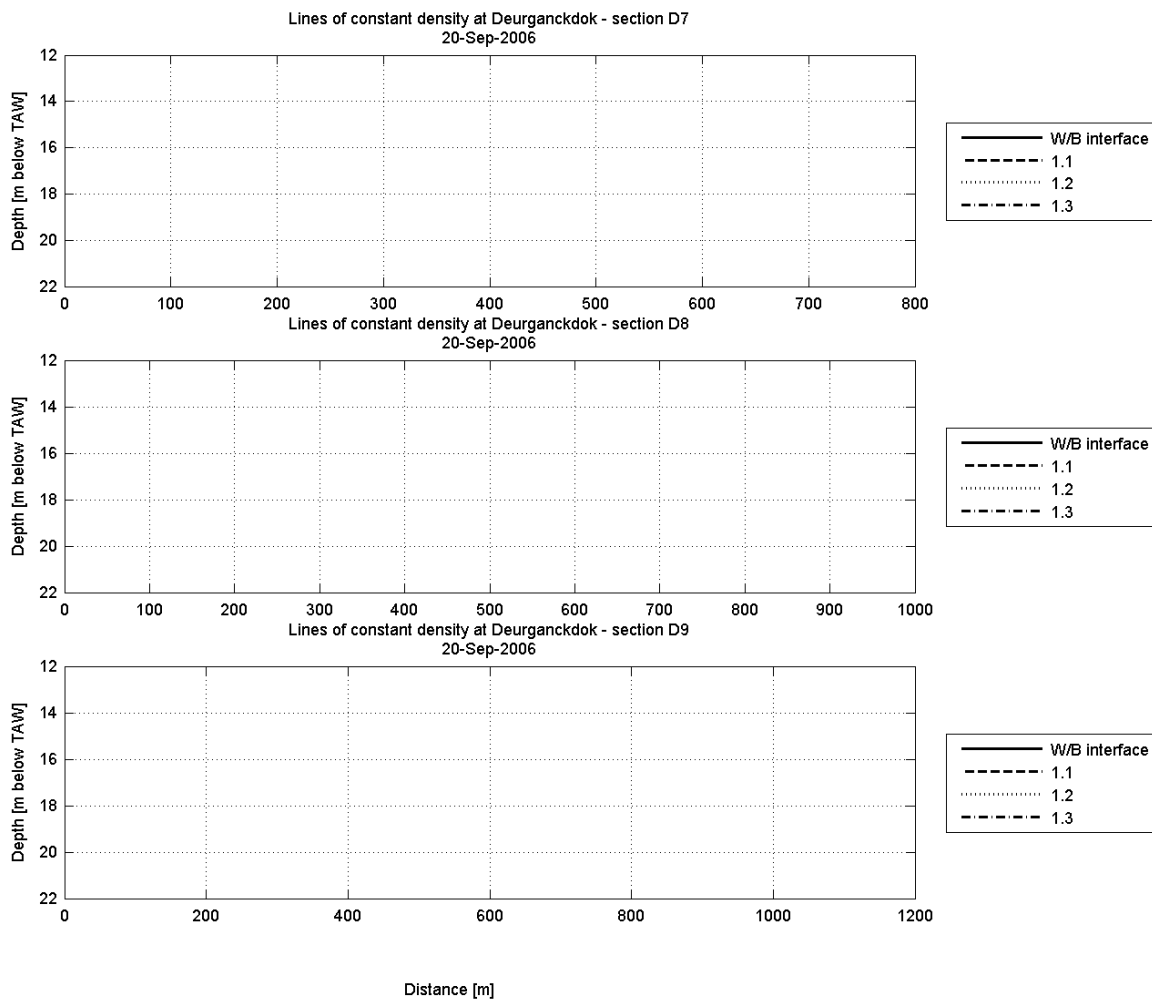 Lines of constant density at Deurganckdok - section D7
20-Sep-2006
Depth [m below TAW]
12
14
16
18
20
22
0 100 200 300 400 500 600 700 800
W/B interface
1.1
1.2
1.3
Lines of constant density at Deurganckdok - section D8
20-Sep-2006
Depth [m below TAW]
12
14
16
18
20
22
0 100 200 300 400 500 600 700 800 900 1000
W/B interface
1.1
1.2
1.3
Lines of constant density at Deurganckdok - section D9
20-Sep-2006
Depth [m below TAW]
12
14
16
18
20
22
0 200 400 600 800 1000 1200
W/B interface
1.1
1.2
1.3
Distance [m]